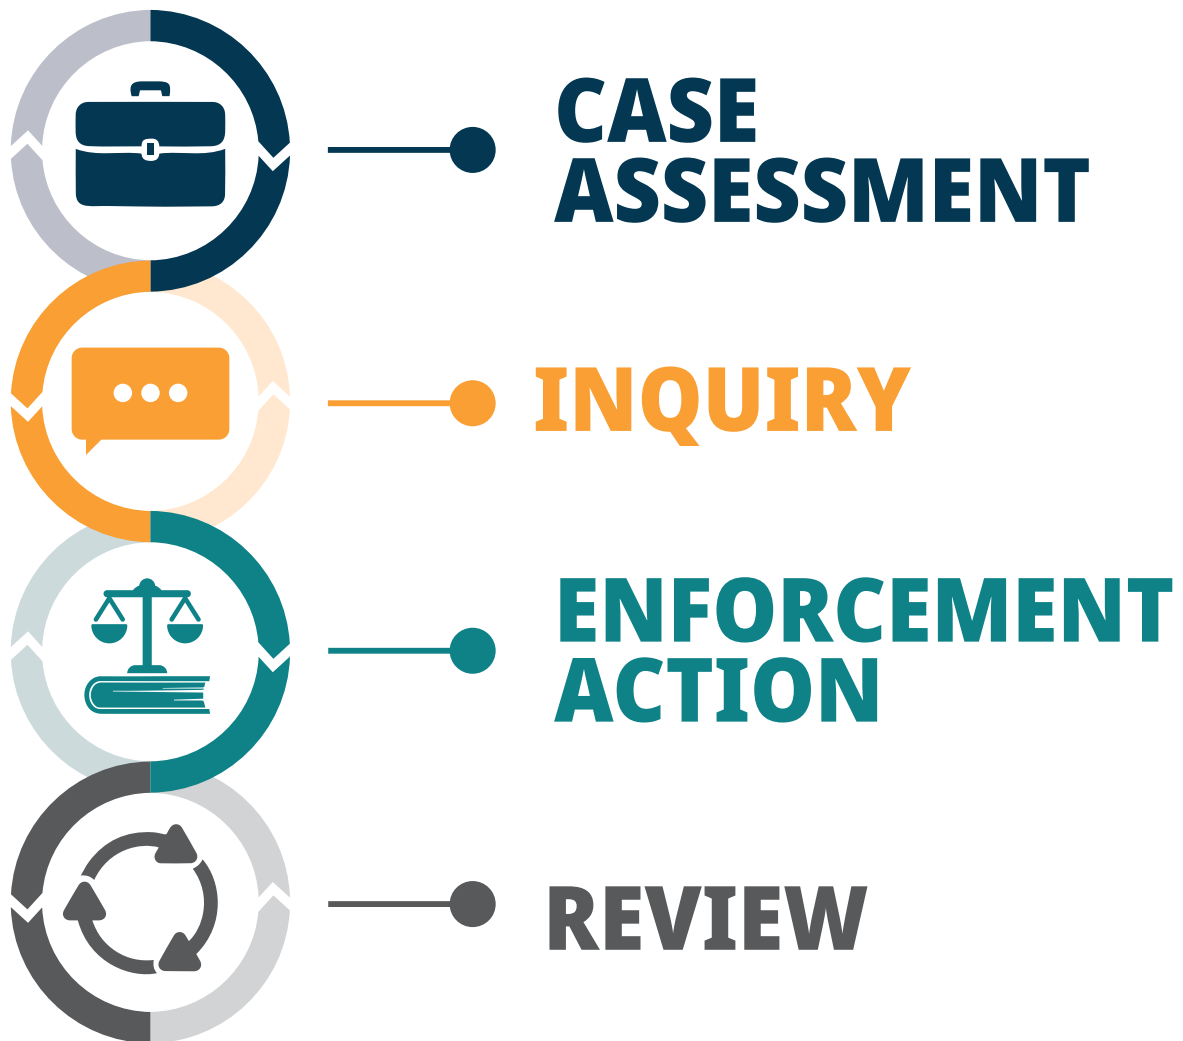 CASE
ASSESSMENT
INQUIRY
ENFORCEMENT
ACTION
REVIEW